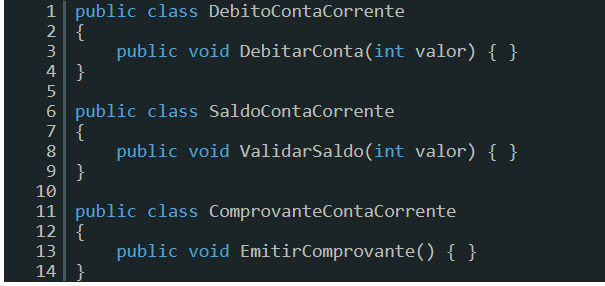 1 public class DebitoContaCorrente
2 {
3     public void DebitarConta(int valor) { }
4 }
5
6 public class SaldoContaCorrente
7 {
8     public void ValidarSaldo(int valor) { }
9 }
10
11 public class ComprovanteContaCorrente
12 {
13     public void EmitirComprovante() { }
14 }